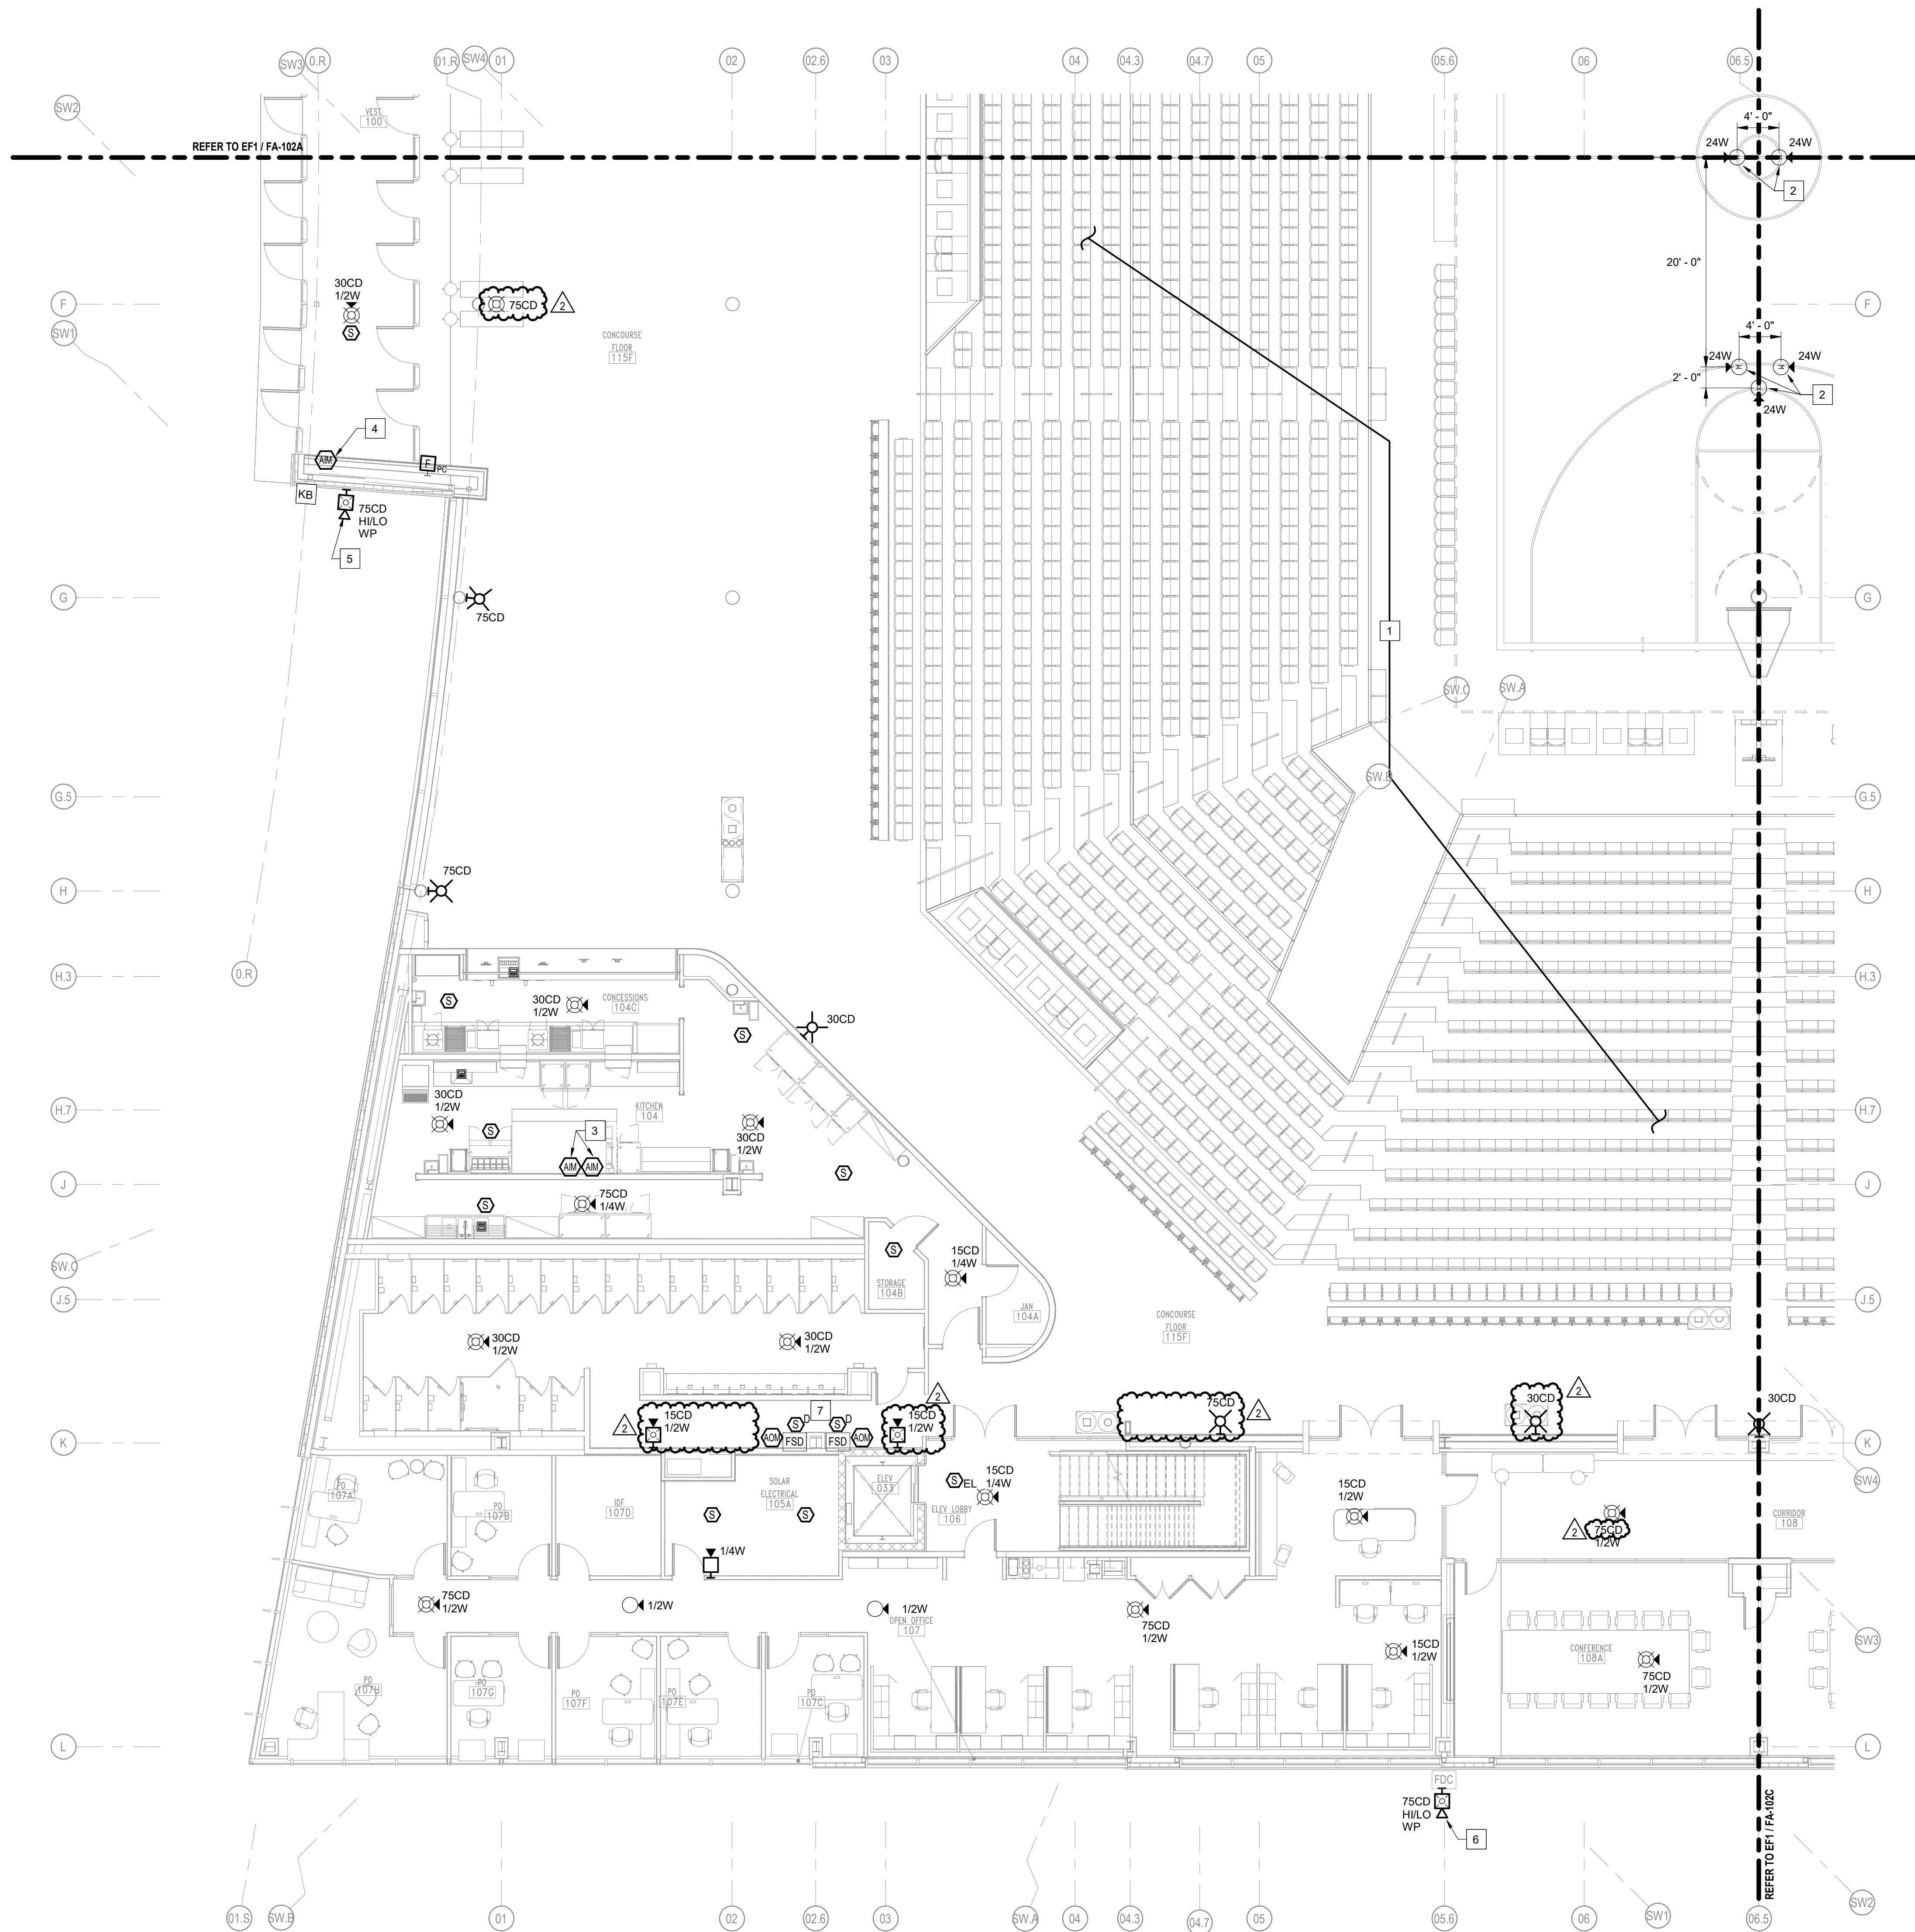 SW3
0.R
01.R
SW4
01
02
02.6
03
04
04.3
04.7
05
05.6
06
06.5
SW2
VEST.
100
4' - 0"
24W
24W
REFER TO EF1 / FA-102A
2
20' - 0"
30CD
1/2W
S
75CD
2
F
F
SW1
CONCOURSE
FLOOR
115F
4' - 0"
24W
24W
2' - 0"
2
24W
4
AIM
F
PC
KB
75CD
HI/LO
WP
5
G
75CD
G
1
SW.C
SW.A
SW.B
G.5
G.5
75CD
H
H
0.R
H.3
H.3
S
30CD
1/2W
CONCESSIONS
104C
S
30CD
30CD
1/2W
KITCHEN
104
H.7
H.7
S
3
AIM
AIM
30CD
1/2W
S
J
J
S
75CD
1/4W
SW.C
S
STORAGE
104B
15CD
1/4W
JAN
104A
J.5
J.5
CONCOURSE
FLOOR
115F
30CD
1/2W
30CD
1/2W
2
15CD
1/2W
7
S
D
S
D
AOM
FSD
FSD
AOM
2
15CD
1/2W
75CD
2
30CD
2
30CD
K
K
SW4
PO
107A
PO
107B
IDF
107D
SOLAR
ELECTRICAL
105A
S
S
ELEV
033
S
EL
15CD
1/4W
ELEV LOBBY
106
15CD
1/2W
2
75CD
1/2W
CORRIDOR
108
1/4W
75CD
1/2W
1/2W
1/2W
OPEN OFFICE
107
75CD
1/2W
15CD
1/2W
CONFERENCE
108A
75CD
1/2W
SW3
PO
107H
PO
107G
PO
107F
PO
107E
PO
107C
L
L
FDC
75CD
HI/LO
WP
6
REFER TO EF1 / FA-102C
01.S
SW.B
01
02
02.6
03
SW.A
04
04.3
04.7
05
05.6
06
SW1
06.5
SW2